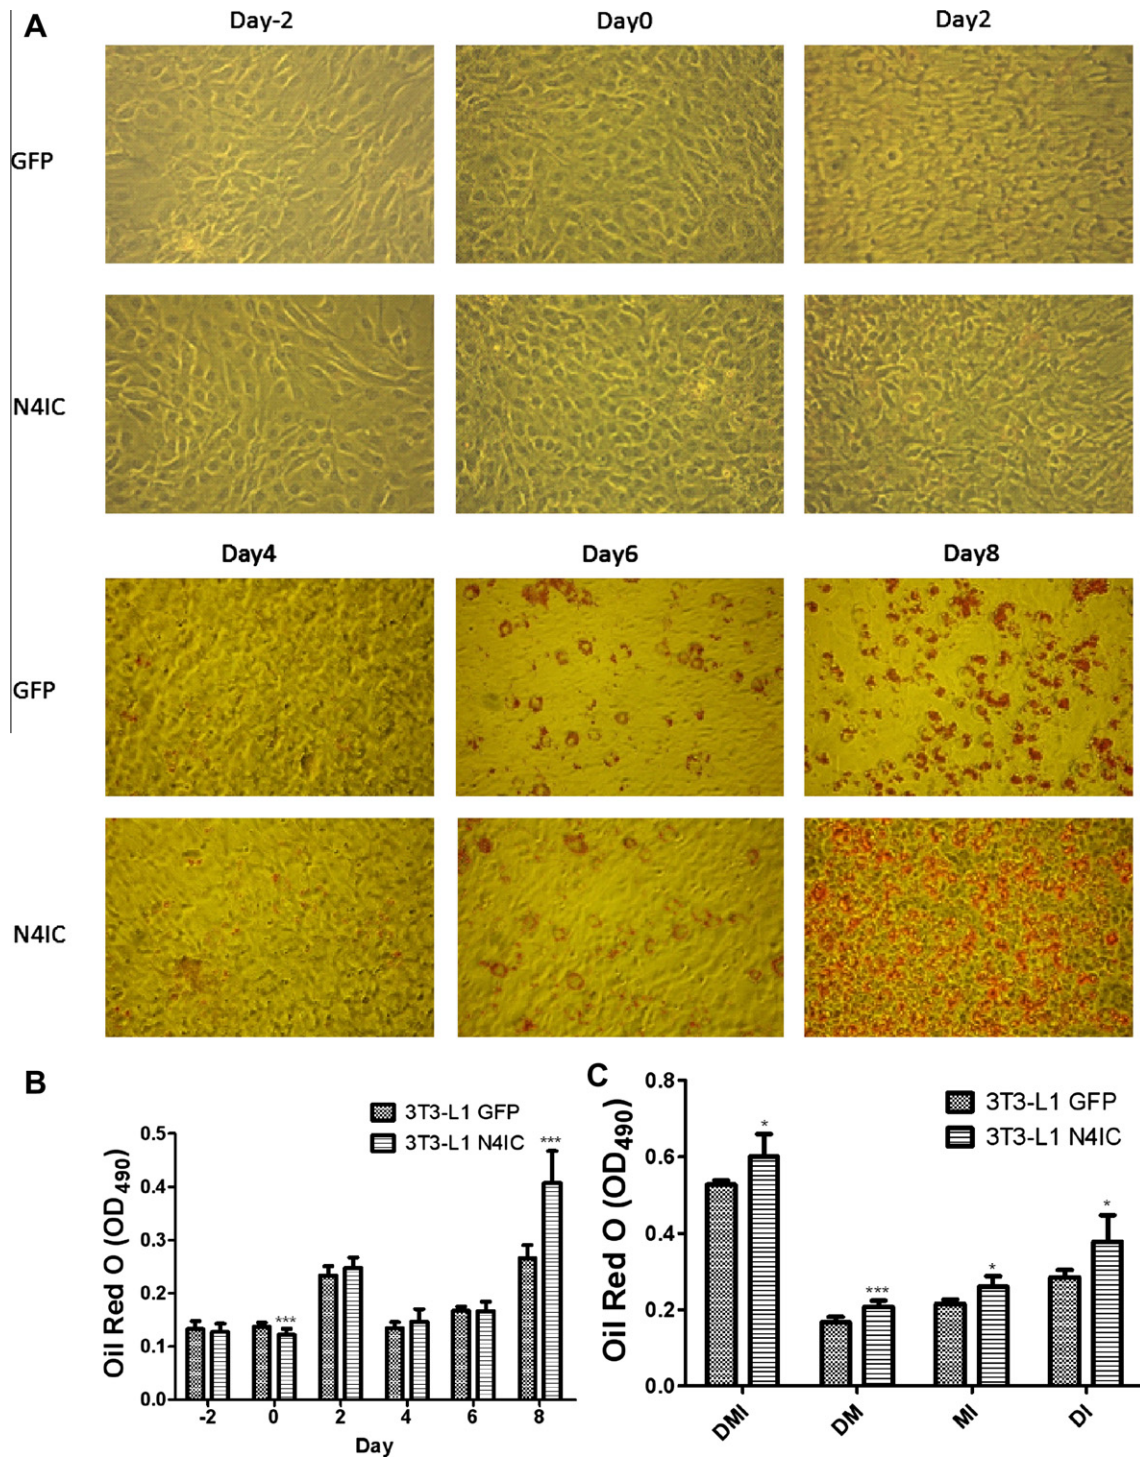 A
Day-2 Day0 Day2
GFP
N4IC
Day4 Day6 Day8
GFP
N4IC
B
3T3-L1 GFP
3T3-L1 N4IC
Oil Red O (OD490)
0.5
0.4
0.3
0.2
0.1
0.0
***
***
-2 0 2 4 6 8
Day
C
3T3-L1 GFP
3T3-L1 N4IC
Oil Red O (OD490)
0.8
0.6
0.4
0.2
0.0
*
***
*
*
DMI DM MI DI